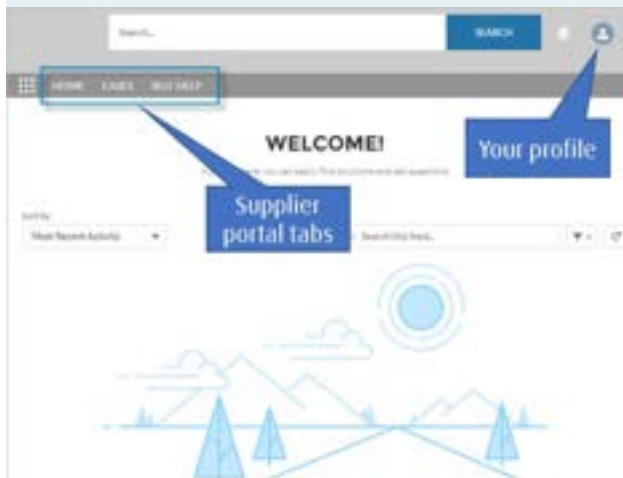 Search...
SEARCH
HOME CASES SELF HELP
WELCOME!
Your profile
Supplier
portal tabs
Sort by:
Most Recent Activity
Search this feed...